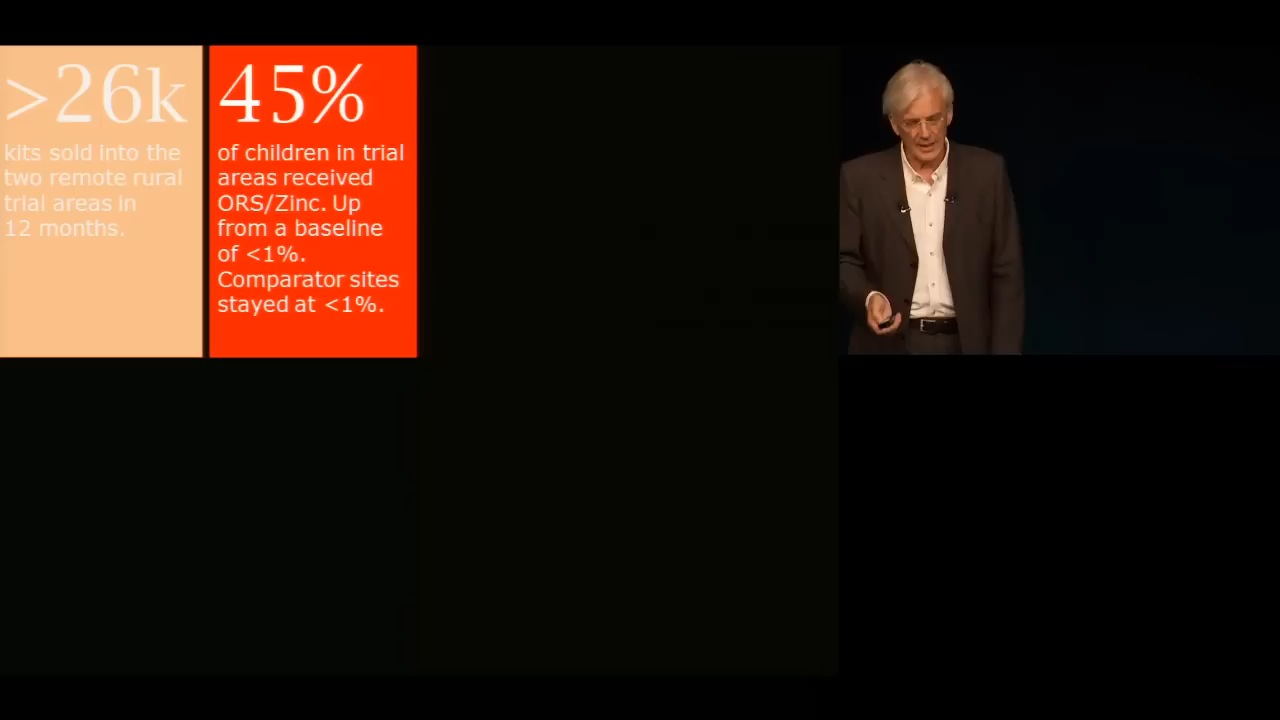 >26k
kits sold into the
two remote rural
trial areas in
12 months.
45%
of children in trial
areas received
ORS/Zinc. Up
from a baseline
of <1%.
Comparator sites
stayed at <1%.